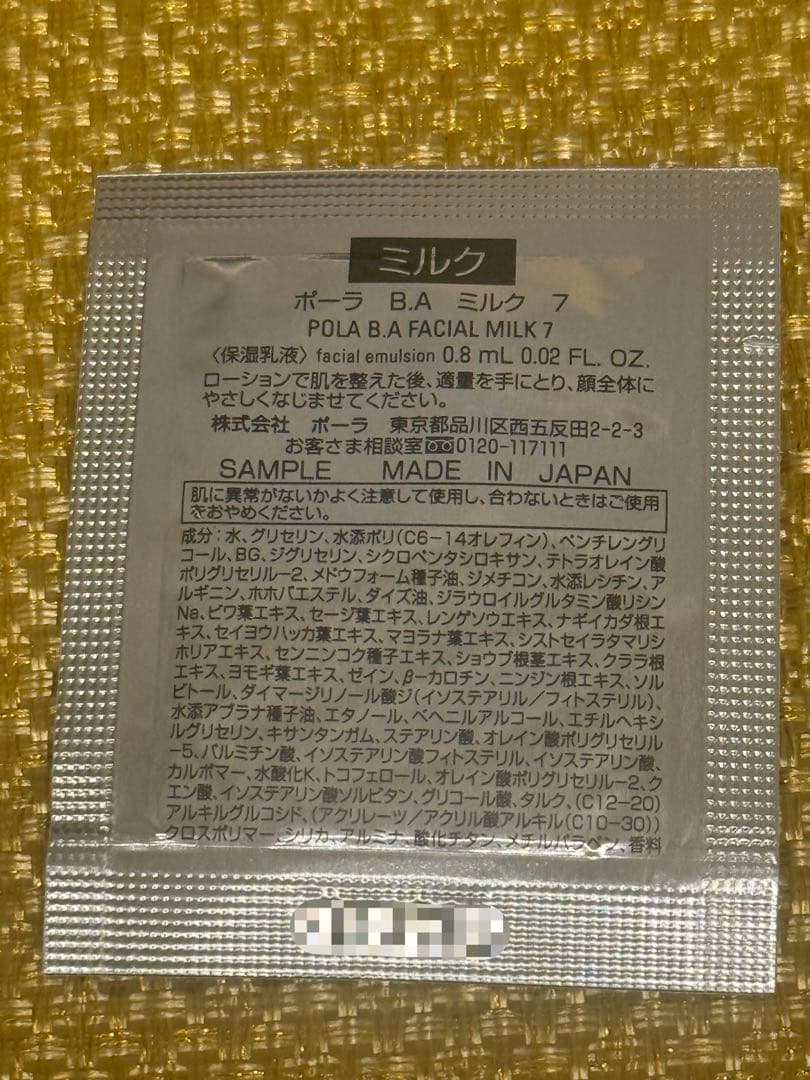 ミルク
ポーラ B.A ミルク 7
POLA B.A FACIAL MILK 7
〈保湿乳液〉 facial emulsion 0.8 mL 0.02 FL. OZ.
ローションで肌を整えた後、適量を手にとり、顔全体に
やさしくなじませてください。
株式会社 ポーラ 東京都品川区西五反田2-2-3
お客さま相談室 0120-117111
SAMPLE MADE IN JAPAN
肌に異常がないかよく注意して使用し、合わないときはご使用
をおやめください。
成分:水、グリセリン、水添ポリ(C6-14オレフィン)、ペンチレングリ
コール、BG、ジグリセリン、シクロペンタシロキサン、テトラオレイン酸
ポリグリセリル-2、メドウフォーム種子油、ジメチコン、水添レシチン、ア
ルギニン、ホホバエステル、ダイズ油、ジラウロイルグルタミン酸リシン
Na、ビワ葉エキス、セージ葉エキス、レンゲソウエキス、ナギイカダ根エ
キス、セイヨウハッカ葉エキス、マヨラナ葉エキス、シストセイラタマリシ
ホリアエキス、センニンコク種子エキス、ショウブ根茎エキス、クララ根
エキス、ヨモギ葉エキス、ゼイン、β-カロチン、ニンジン根エキス、ソル
ビトール、ダイマージリノール酸ジ(イソステアリル/フィトステリル)、
水添アブラナ種子油、エタノール、ベヘニルアルコール、エチルヘキシ
ルグリセリン、キサンタンガム、ステアリン酸、オレイン酸ポリグリセリル
-5、パルミチン酸、イソステアリン酸フィトステリル、イソステアリン酸、
カルボマー、水酸化K、トコフェロール、オレイン酸ポリグリセリル-2、ク
エン酸、イソステアリン酸ソルビタン、グリコール酸、タルク、(C12-20)
アルキルグルコシド、(アクリレーツ/アクリル酸アルキル(C10-30))
クロスポリマー、シリカ、アルミナ、酸化チタン、メチルパラベン、香料